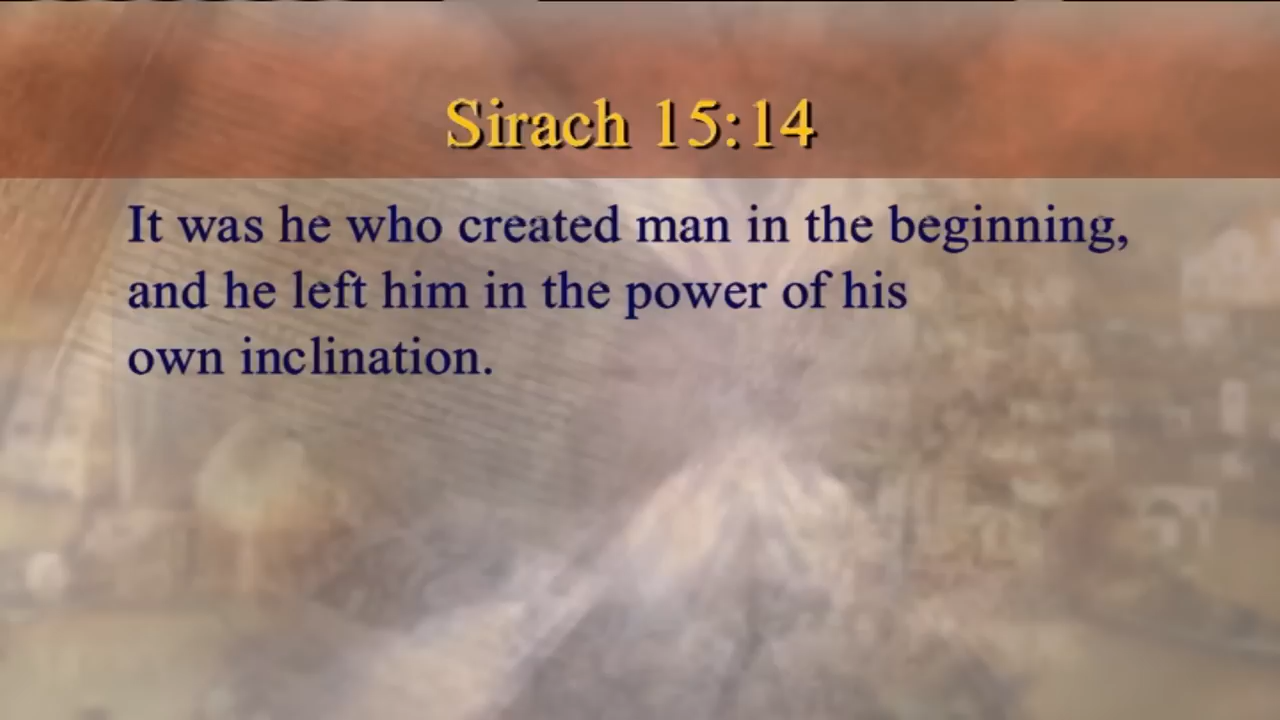 Sirach 15:14
It was he who created man in the beginning,
and he left him in the power of his
own inclination.